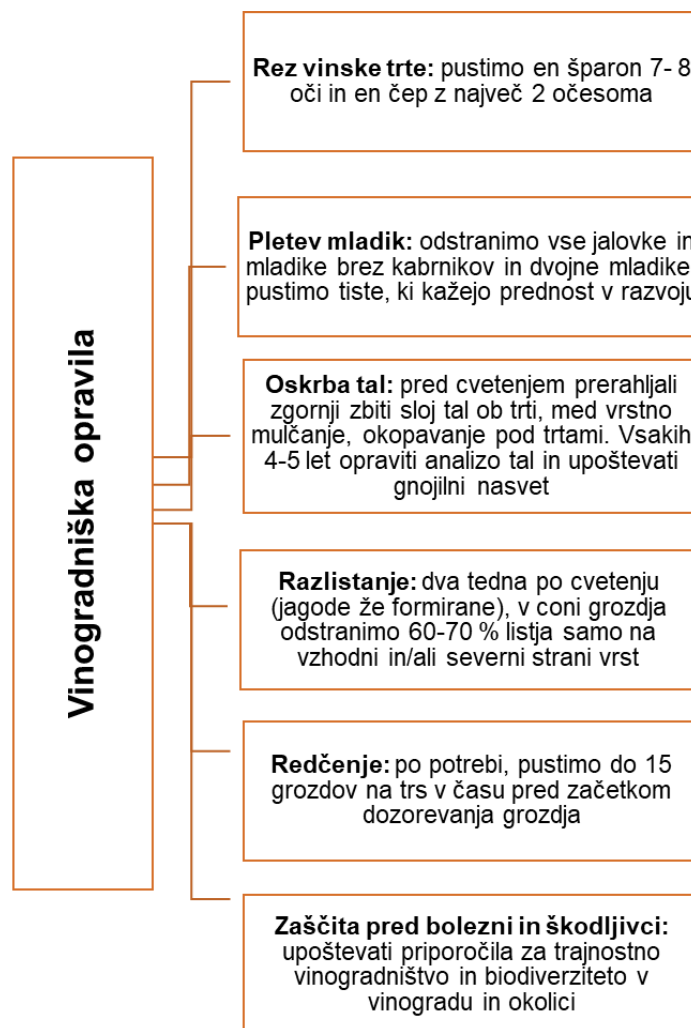 Vinogradniška opravila
Rez vinske trte: pustimo en šparon 7- 8
oči in en čep z največ 2 očesoma
Pletev mladik: odstranimo vse jalovke in
mladike brez kabrnikov in dvojne mladike
pustimo tiste, ki kažejo prednost v razvoju
Oskrba tal: pred cvetenjem prerahljali
zgornji zbiti sloj tal ob trti, med vrstno
mulčanje, okopavanje pod trtami. Vsakih
4-5 let opraviti analizo tal in upoštevati
gnojilni nasvet
Razlistanje: dva tedna po cvetenju
(jagode že formirane), v coni grozdja
odstranimo 60-70 % listja samo na
vzhodni in/ali severni strani vrst
Redčenje: po potrebi, pustimo do 15
grozdov na trs v času pred začetkom
dozorevanja grozdja
Zaščita pred bolezni in škodljivci:
upoštevati priporočila za trajnostno
vinogradništvo in biodiverziteto v
vinogradu in okolici